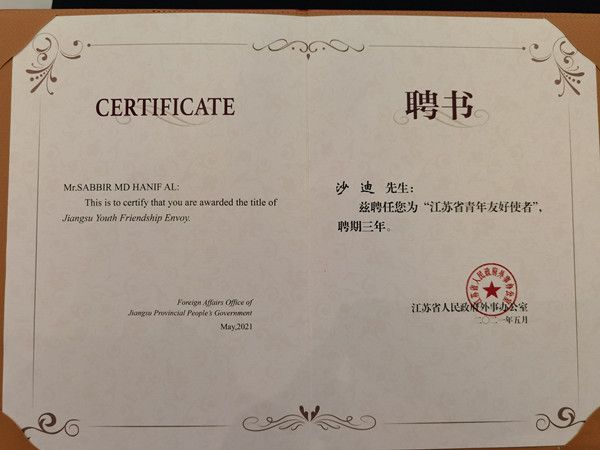 CERTIFICATE
Mr.SABBIR MD HANIF AL:
This is to certify that you are awarded the title of
Jiangsu Youth Friendship Envoy.
Foreign Affairs Office of
Jiangsu Provincial People's Government
May,2021
聘书
沙 迪 先生：
兹聘任您为“江苏省青年友好使者”，
聘期三年。
江苏省人民政府外事办公室
二〇二一年五月